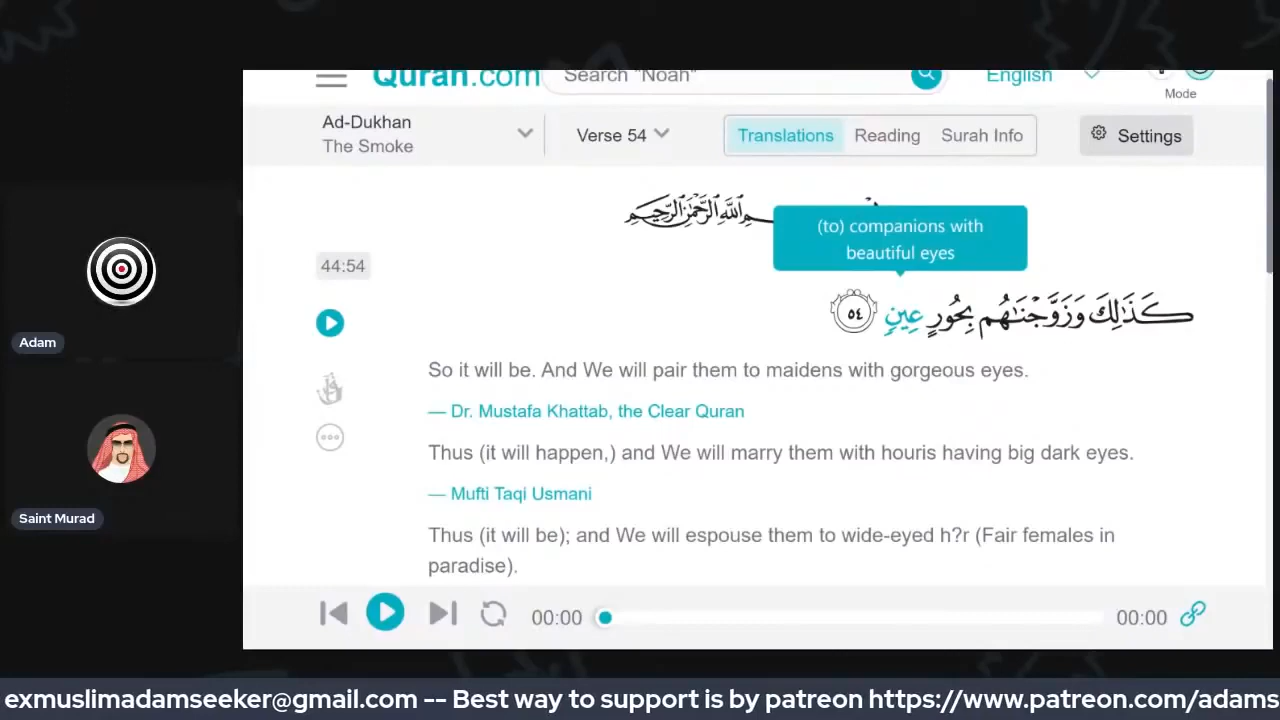 Quran.com
Search "Noah"
English
Mode
Ad-Dukhan
The Smoke
Verse 54
Translations
Reading
Surah Info
Settings
(to) companions with
beautiful eyes
44:54
كَذَٰلِكَ وَزَوَّجْنَـٰهُم بِحُورٍ عِينٍ ٥٤
So it will be. And We will pair them to maidens with gorgeous eyes.
— Dr. Mustafa Khattab, the Clear Quran
Thus (it will happen,) and We will marry them with houris having big dark eyes.
— Mufti Taqi Usmani
Thus (it will be); and We will espouse them to wide-eyed h?r (Fair females in
paradise).
00:00
00:00
Adam
Saint Murad
exmuslimadamseeker@gmail.com -- Best way to support is by patreon https://www.patreon.com/adams